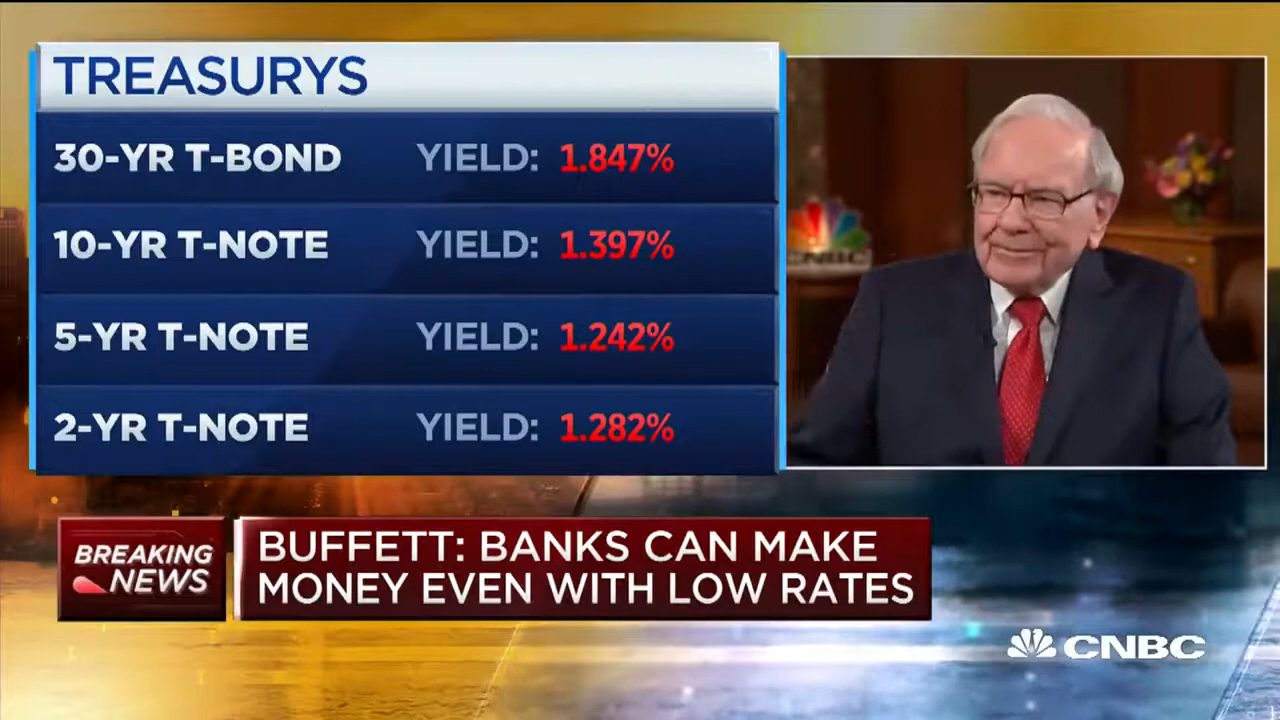 TREASURYS
30-YR T-BOND YIELD: 1.847%
10-YR T-NOTE YIELD: 1.397%
5-YR T-NOTE YIELD: 1.242%
2-YR T-NOTE YIELD: 1.282%
CNBC
BREAKING NEWS
BUFFETT: BANKS CAN MAKE
MONEY EVEN WITH LOW RATES
CNBC